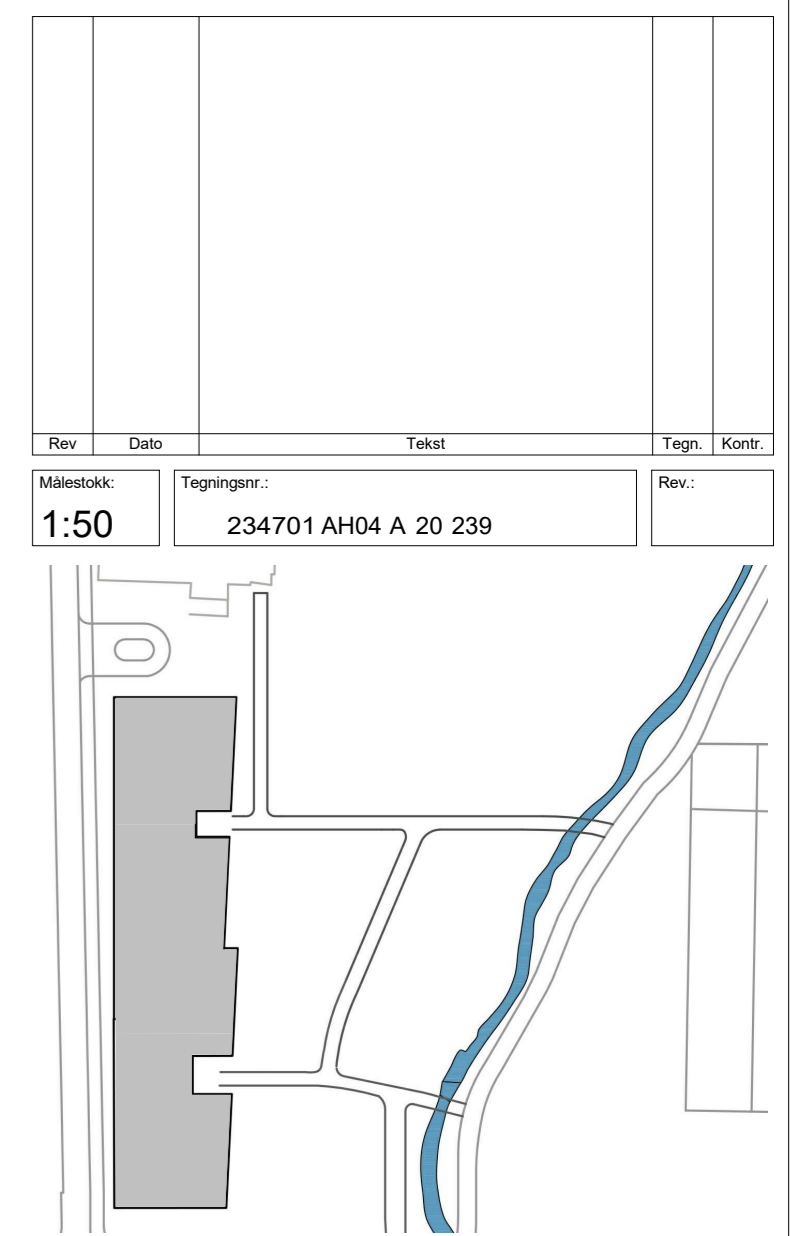 Rev Dato Tekst Tegn. Kontr.
Målestokk: Tegningsnr.: Rev.:
1:50 234701 AH04 A 20 239